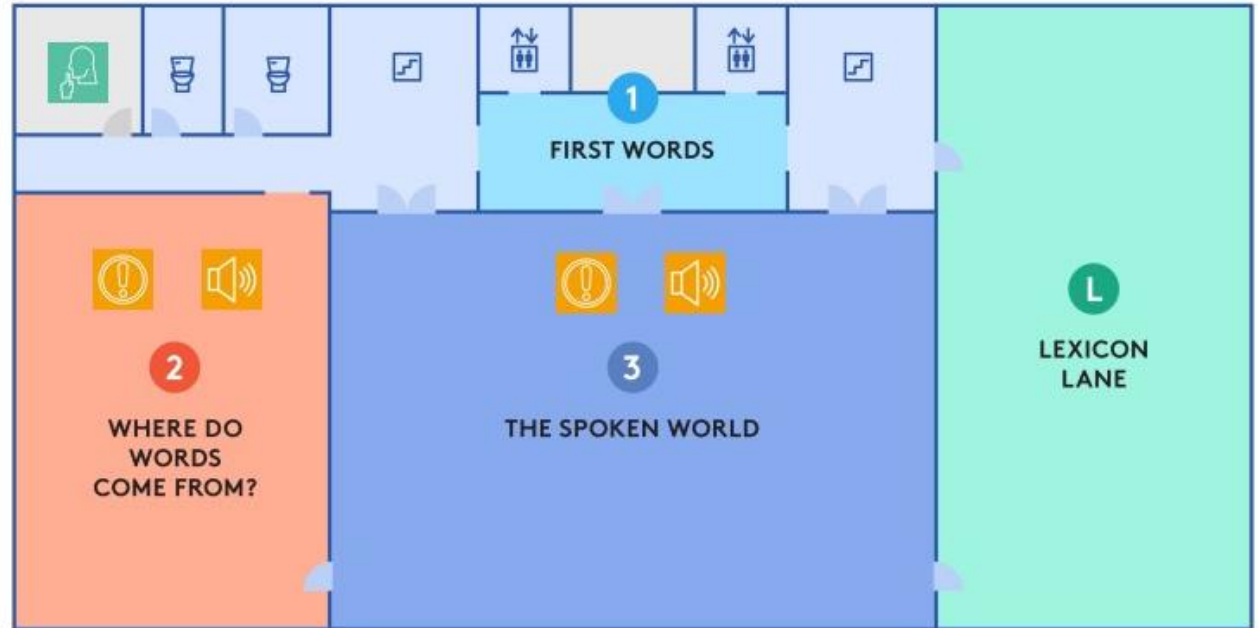 1
FIRST WORDS
2
WHERE DO
WORDS
COME FROM?
3
THE SPOKEN WORLD
L
LEXICON
LANE